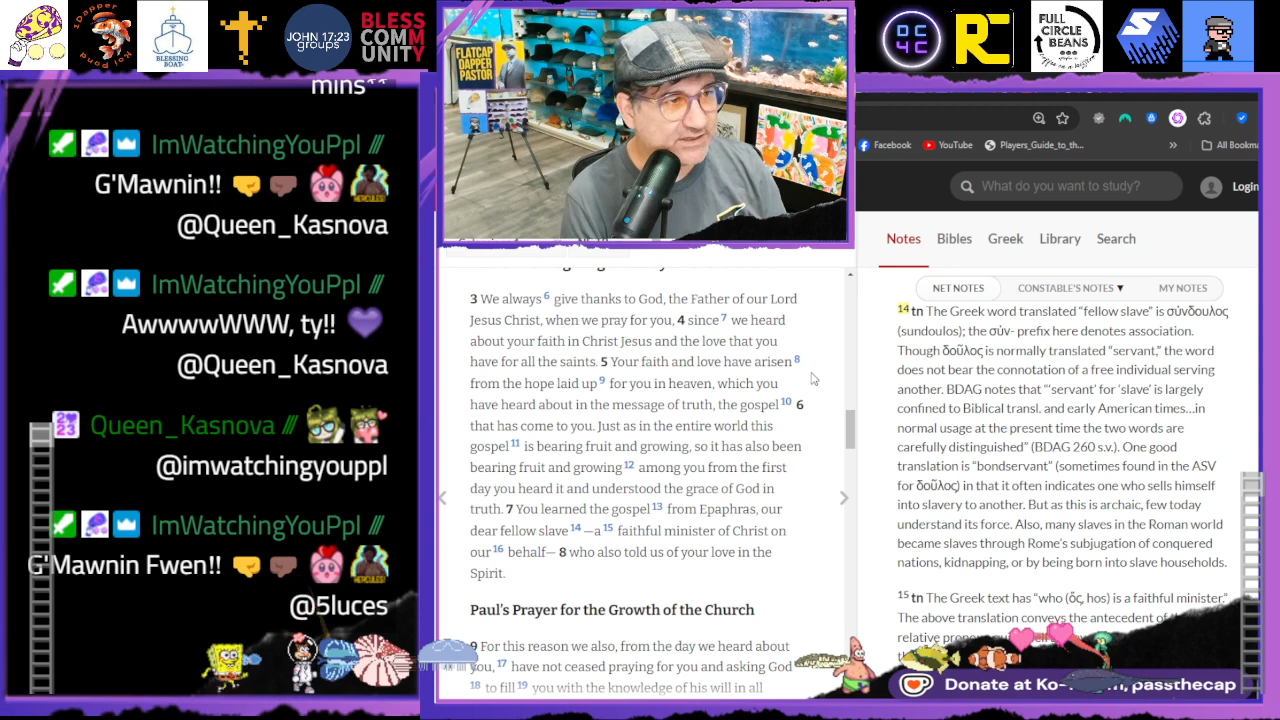 BLESSING BOAT
JOHN 17:23
groups
BLESS
COMM
UNITY
FLATCAP
DAPPER
PASTOR
OC
4C
RC
FULL
CIRCLE
BEANS
mins**
ImWatchingYouPpl ///
G'Mawnin!!
@Queen_Kasnova
ImWatchingYouPpl ///
AwwwwWWW, ty!!
@Queen_Kasnova
Queen_Kasnova ///
@imwatchingyouppl
ImWatchingYouPpl ///
G'Mawnin Fwen!!
@5luces
3 We always 6 give thanks to God, the Father of our Lord
Jesus Christ, when we pray for you, 4 since 7 we heard
about your faith in Christ Jesus and the love that you
have for all the saints. 5 Your faith and love have arisen 8
from the hope laid up 9 for you in heaven, which you
have heard about in the message of truth, the gospel 10 6
that has come to you. Just as in the entire world this
gospel 11 is bearing fruit and growing, so it has also been
bearing fruit and growing 12 among you from the first
day you heard it and understood the grace of God in
truth. 7 You learned the gospel 13 from Epaphras, our
dear fellow slave 14 —a 15 faithful minister of Christ on
our 16 behalf— 8 who also told us of your love in the
Spirit.
Paul's Prayer for the Growth of the Church
9 For this reason we also, from the day we heard about
you, 17 have not ceased praying for you and asking God
18 to fill 19 you with the knowledge of his will in all
Facebook YouTube Players_Guide_to_th... » All Bookma
What do you want to study? Login
Notes Bibles Greek Library Search
NET NOTES CONSTABLE'S NOTES ▼ MY NOTES
14 tn The Greek word translated “fellow slave” is σύνδουλος
(sundoulos); the σύν- prefix here denotes association.
Though δοῦλος is normally translated “servant,” the word
does not bear the connotation of a free individual serving
another. BDAG notes that “‘servant’ for ‘slave’ is largely
confined to Biblical transl. and early American times…in
normal usage at the present time the two words are
carefully distinguished” (BDAG 260 s.v.). One good
translation is “bondservant” (sometimes found in the ASV
for δοῦλος) in that it often indicates one who sells himself
into slavery to another. But as this is archaic, few today
understand its force. Also, many slaves in the Roman world
became slaves through Rome’s subjugation of conquered
nations, kidnapping, or by being born into slave households.
15 tn The Greek text has “who (ὅς, hos) is a faithful minister.”
The above translation conveys the antecedent of
relative
Donate at Ko- passthecap